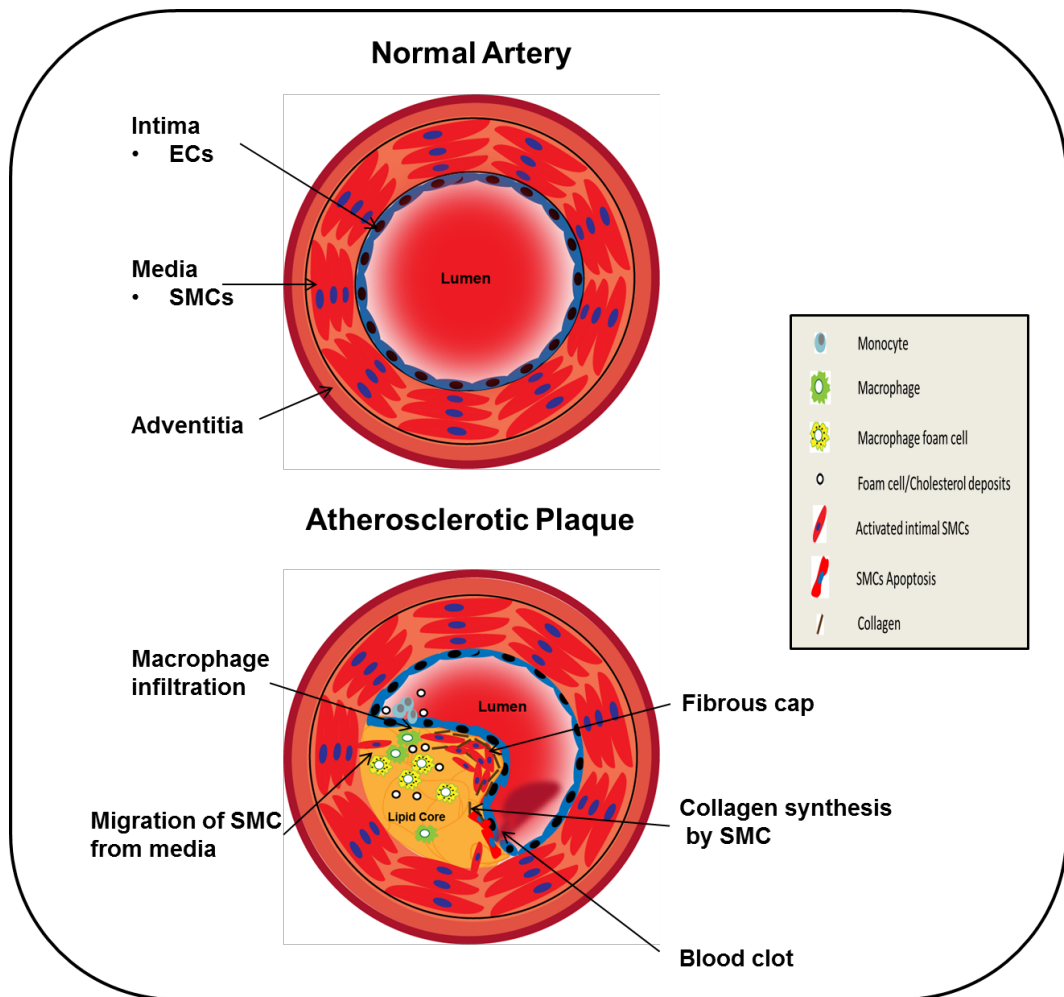 Normal Artery
Intima
• ECs
Media
• SMCs
Adventitia
Lumen
Monocyte
Macrophage
Macrophage foam cell
Foam cell/Cholesterol deposits
Activated intimal SMCs
SMCs Apoptosis
Collagen
Atherosclerotic Plaque
Macrophage
infiltration
Migration of SMC
from media
Lumen
Lipid Core
Fibrous cap
Collagen synthesis
by SMC
Blood clot